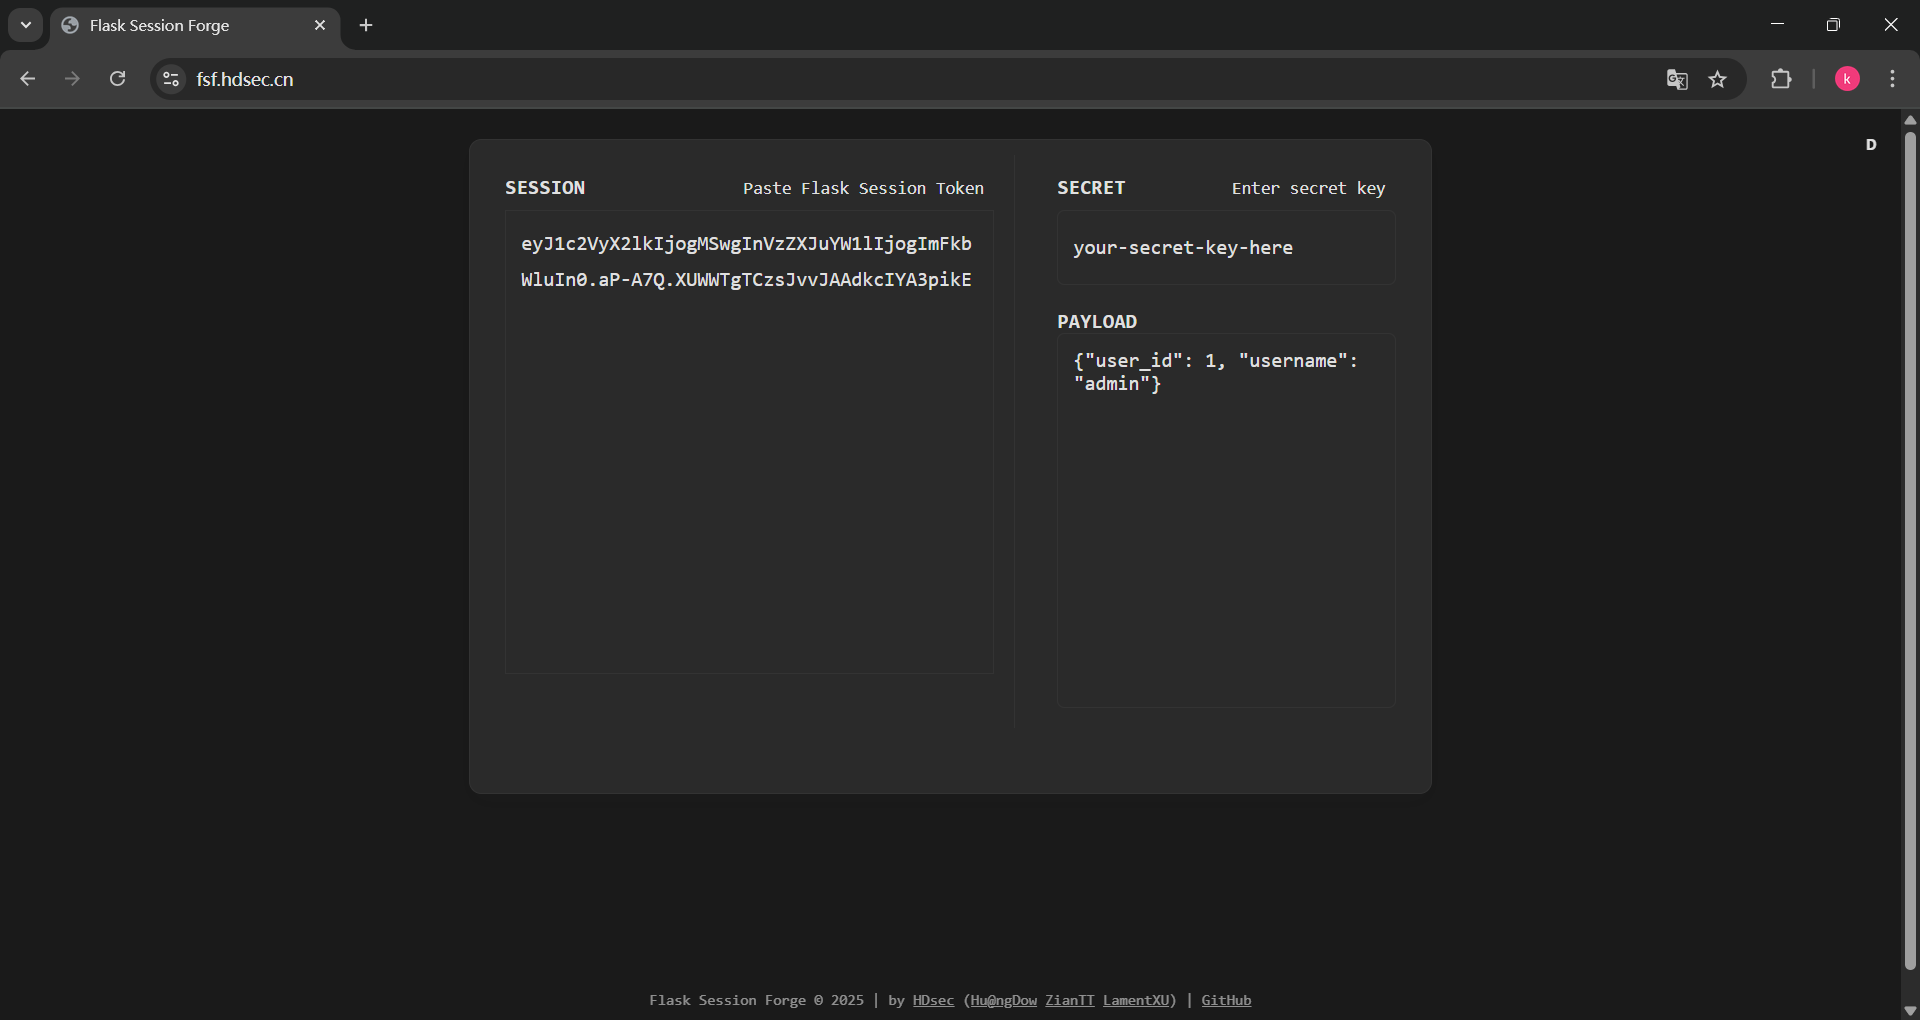 Flask Session Forge
fsf.hdsec.cn
k
D
SESSION Paste Flask Session Token
eyJ1c2VyX2lkIjogMSwgInVzZXJuYW1lIjogImFkb
WluIn0.aP-A7Q.XUWWTgTCzsJvvJAAdkcIYA3pikE
SECRET Enter secret key
your-secret-key-here
PAYLOAD
{"user_id": 1, "username":
"admin"}
Flask Session Forge © 2025 | by HDsec (Hu@ngDow ZianTT LamentXU) | GitHub